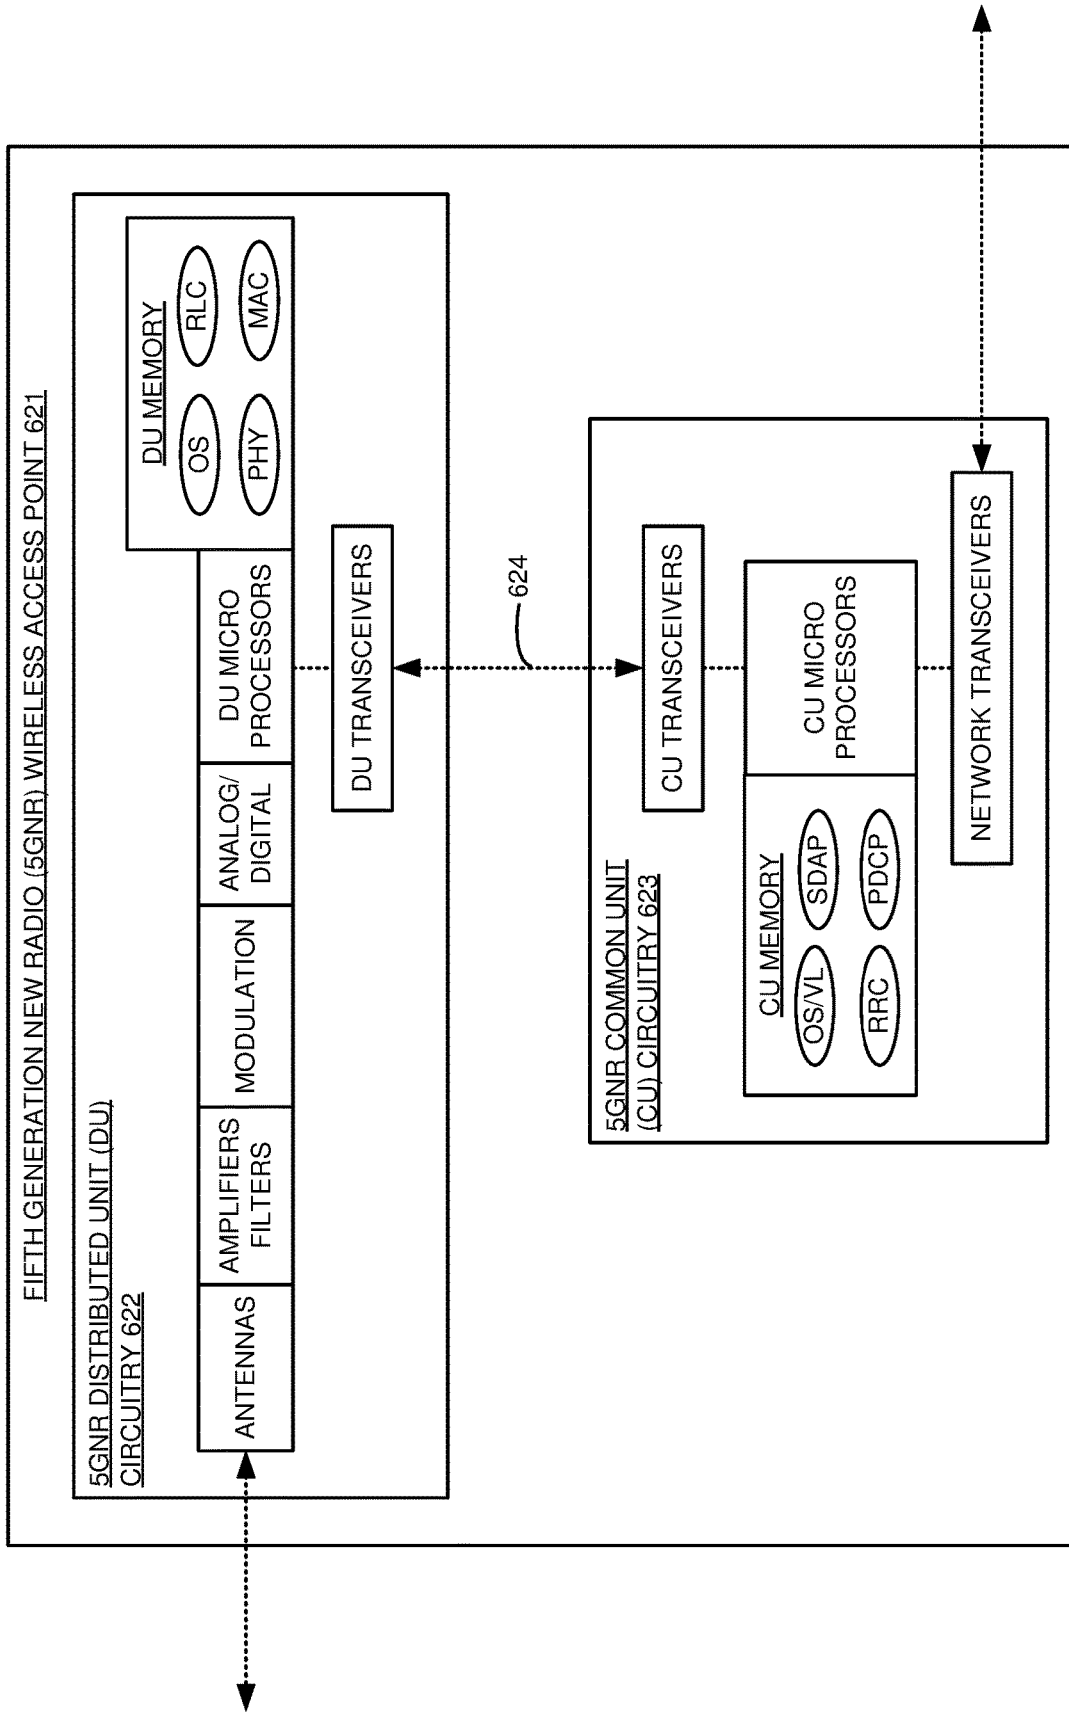 FIFTH GENERATION NEW RADIO (5GNR) WIRELESS ACCESS POINT 621
5GNR DISTRIBUTED UNIT (DU)
CIRCUITRY 622
ANTENNAS
AMPLIFIERS
FILTERS
MODULATION
ANALOG/
DIGITAL
DU MICRO
PROCESSORS
DU MEMORY
OS
RLC
PHY
MAC
DU TRANSCEIVERS
624
5GNR COMMON UNIT
(CU) CIRCUITRY 623
CU TRANSCEIVERS
CU MEMORY
OS/VL
SDAP
RRC
PDCP
CU MICRO
PROCESSORS
NETWORK TRANSCEIVERS